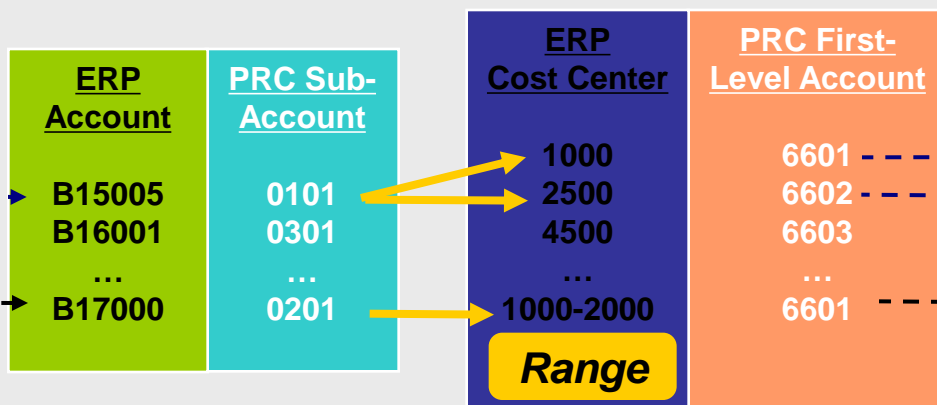 ERP
Account
PRC Sub-
Account
B15005 0101
B16001 0301
… …
B17000 0201
ERP
Cost Center
PRC First-
Level Account
1000 6601
2500 6602
4500 6603
… …
1000-2000 6601
Range